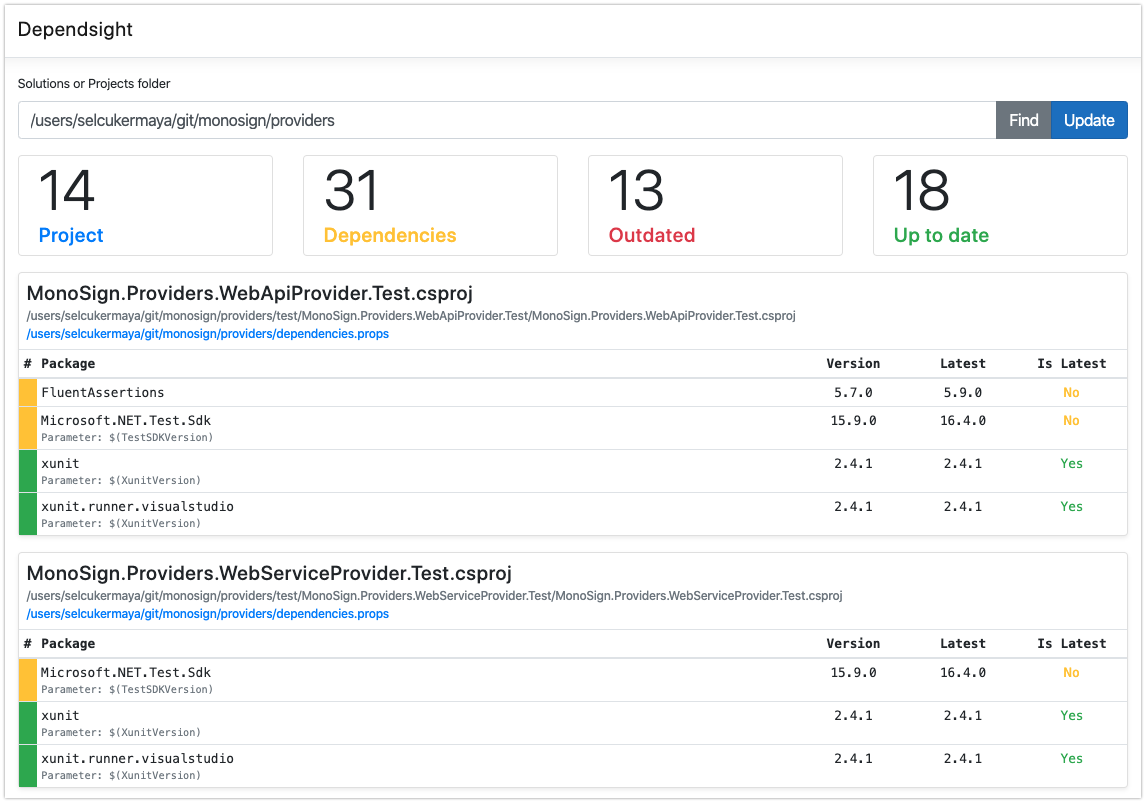 Dependsight
Solutions or Projects folder
/users/selcukermaya/git/monosign/providers Find Update
14 31 13 18
Project Dependencies Outdated Up to date
MonoSign.Providers.WebApiProvider.Test.csproj
/users/selcukermaya/git/monosign/providers/test/MonoSign.Providers.WebApiProvider.Test/MonoSign.Providers.WebApiProvider.Test.csproj
/users/selcukermaya/git/monosign/providers/dependencies.props
# Package Version Latest Is Latest
FluentAssertions 5.7.0 5.9.0 No
Microsoft.NET.Test.Sdk 15.9.0 16.4.0 No
Parameter: $(TestSDKVersion)
xunit 2.4.1 2.4.1 Yes
Parameter: $(XunitVersion)
xunit.runner.visualstudio 2.4.1 2.4.1 Yes
Parameter: $(XunitVersion)
MonoSign.Providers.WebServiceProvider.Test.csproj
/users/selcukermaya/git/monosign/providers/test/MonoSign.Providers.WebServiceProvider.Test/MonoSign.Providers.WebServiceProvider.Test.csproj
/users/selcukermaya/git/monosign/providers/dependencies.props
# Package Version Latest Is Latest
Microsoft.NET.Test.Sdk 15.9.0 16.4.0 No
Parameter: $(TestSDKVersion)
xunit 2.4.1 2.4.1 Yes
Parameter: $(XunitVersion)
xunit.runner.visualstudio 2.4.1 2.4.1 Yes
Parameter: $(XunitVersion)